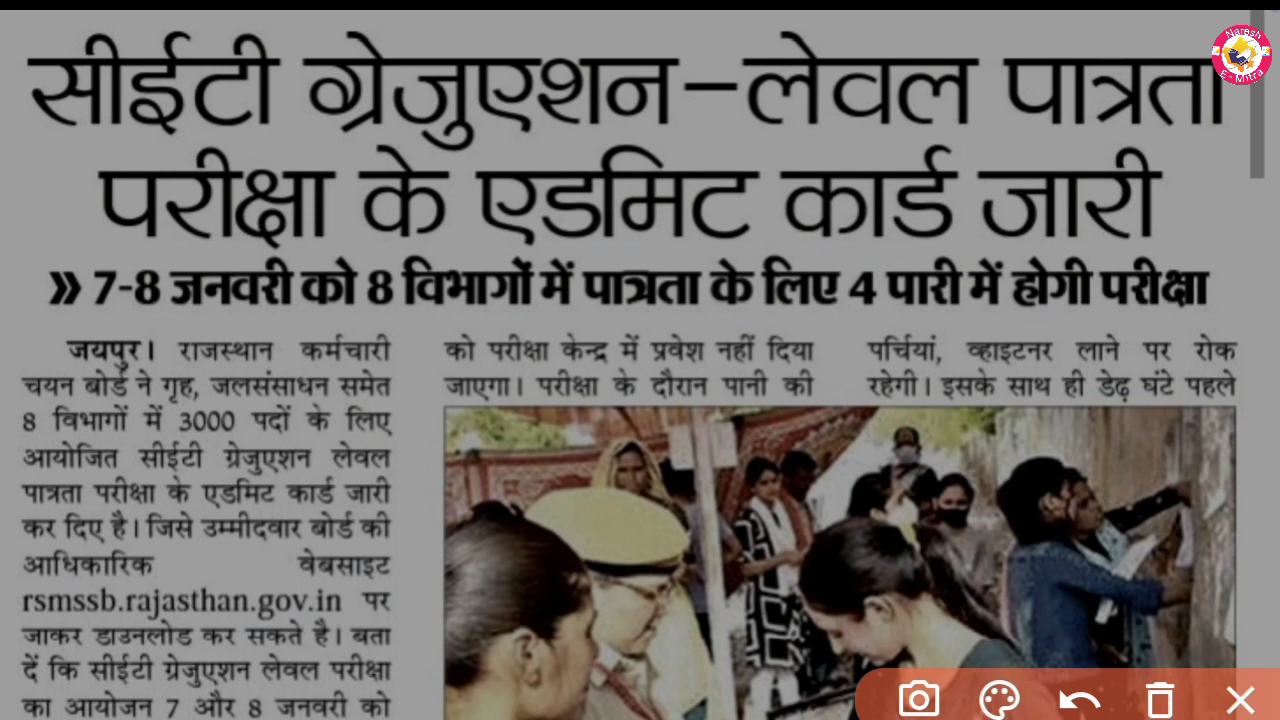 सीईटी ग्रेजुएशन-लेवल पात्रता
परीक्षा के एडमिट कार्ड जारी
» 7-8 जनवरी को 8 विभागों में पात्रता के लिए 4 पारी में होगी परीक्षा
जयपुर। राजस्थान कर्मचारी
चयन बोर्ड ने गृह, जलसंसाधन समेत
8 विभागों में 3000 पदों के लिए
आयोजित सीईटी ग्रेजुएशन लेवल
पात्रता परीक्षा के एडमिट कार्ड जारी
कर दिए है। जिसे उम्मीदवार बोर्ड की
आधिकारिक वेबसाइट
rsmssb.rajasthan.gov.in पर
जाकर डाउनलोड कर सकते है। बता
दें कि सीईटी ग्रेजुएशन लेवल परीक्षा
का आयोजन 7 और 8 जनवरी को
को परीक्षा केन्द्र में प्रवेश नहीं दिया
जाएगा। परीक्षा के दौरान पानी की
पर्चियां, व्हाइटनर लाने पर रोक
रहेगी। इसके साथ ही डेढ़ घंटे पहले
Naresh
E - Mitra